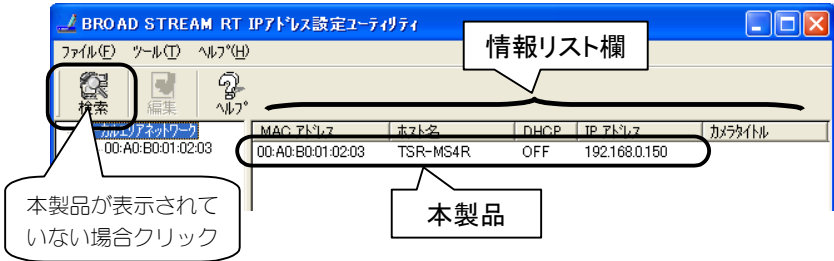 BROAD STREAM RT IPアドレス設定ユーティリティ
ファイル(F) ツール(T) ヘルプ(H)
情報リスト欄
検索 編集 ヘルプ
カルエリアネットワーク
00:A0:B0:01:02:03
MAC アドレス ホスト名 DHCP IP アドレス カメラタイトル
00:A0:B0:01:02:03 TSR-MS4R OFF 192.168.0.150
本製品が表示されて
いない場合クリック
本製品